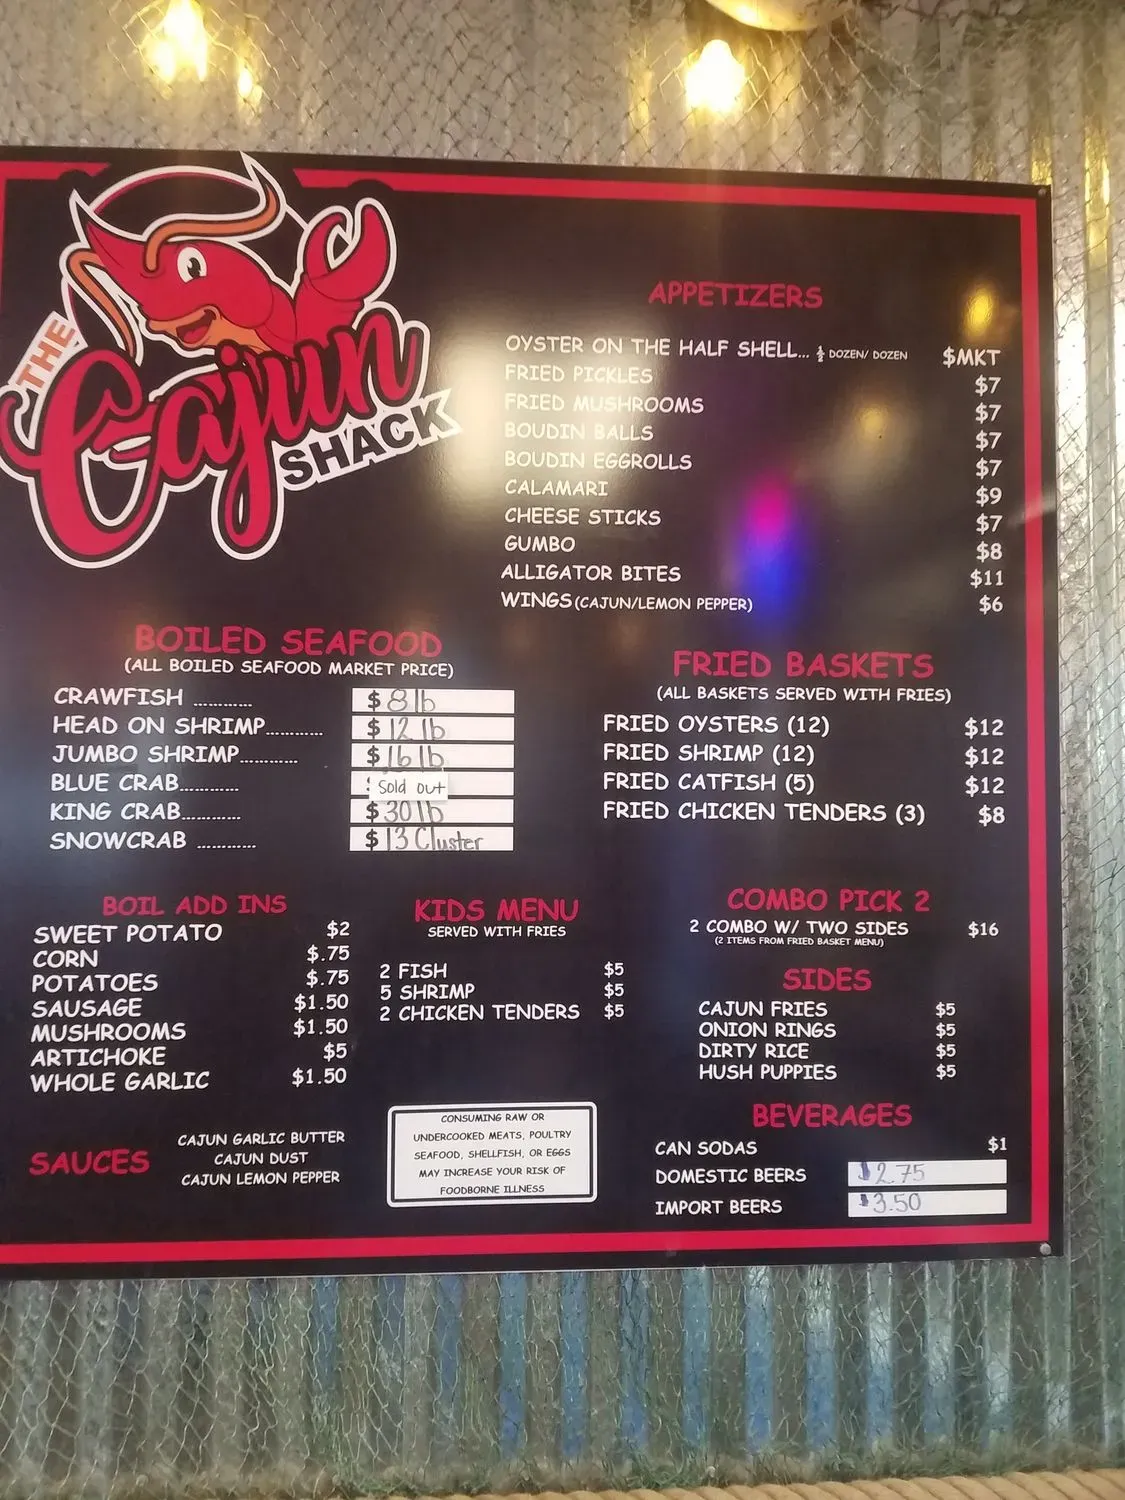 THE
Cajun
SHACK
APPETIZERS
OYSTER ON THE HALF SHELL... ½ DOZEN/ DOZEN $MKT
FRIED PICKLES $7
FRIED MUSHROOMS $7
BOUDIN BALLS $7
BOUDIN EGGROLLS $7
CALAMARI $9
CHEESE STICKS $7
GUMBO $8
ALLIGATOR BITES $11
WINGS (CAJUN/LEMON PEPPER) $6
BOILED SEAFOOD
(ALL BOILED SEAFOOD MARKET PRICE)
CRAWFISH ............ $ 8 lb
HEAD ON SHRIMP............ $ 12 lb
JUMBO SHRIMP............ $ 16 lb
BLUE CRAB............ Sold out
KING CRAB............ $ 30 lb
SNOWCRAB ............ $ 13 Cluster
FRIED BASKETS
(ALL BASKETS SERVED WITH FRIES)
FRIED OYSTERS (12) $12
FRIED SHRIMP (12) $12
FRIED CATFISH (5) $12
FRIED CHICKEN TENDERS (3) $8
BOIL ADD INS
SWEET POTATO $2
CORN $.75
POTATOES $.75
SAUSAGE $1.50
MUSHROOMS $1.50
ARTICHOKE $5
WHOLE GARLIC $1.50
KIDS MENU
SERVED WITH FRIES
2 FISH $5
5 SHRIMP $5
2 CHICKEN TENDERS $5
COMBO PICK 2
2 COMBO W/ TWO SIDES $16
(2 ITEMS FROM FRIED BASKET MENU)
SIDES
CAJUN FRIES $5
ONION RINGS $5
DIRTY RICE $5
HUSH PUPPIES $5
SAUCES
CAJUN GARLIC BUTTER
CAJUN DUST
CAJUN LEMON PEPPER
CONSUMING RAW OR
UNDERCOOKED MEATS, POULTRY
SEAFOOD, SHELLFISH, OR EGGS
MAY INCREASE YOUR RISK OF
FOODBORNE ILLNESS
BEVERAGES
CAN SODAS $1
DOMESTIC BEERS $2.75
IMPORT BEERS $3.50